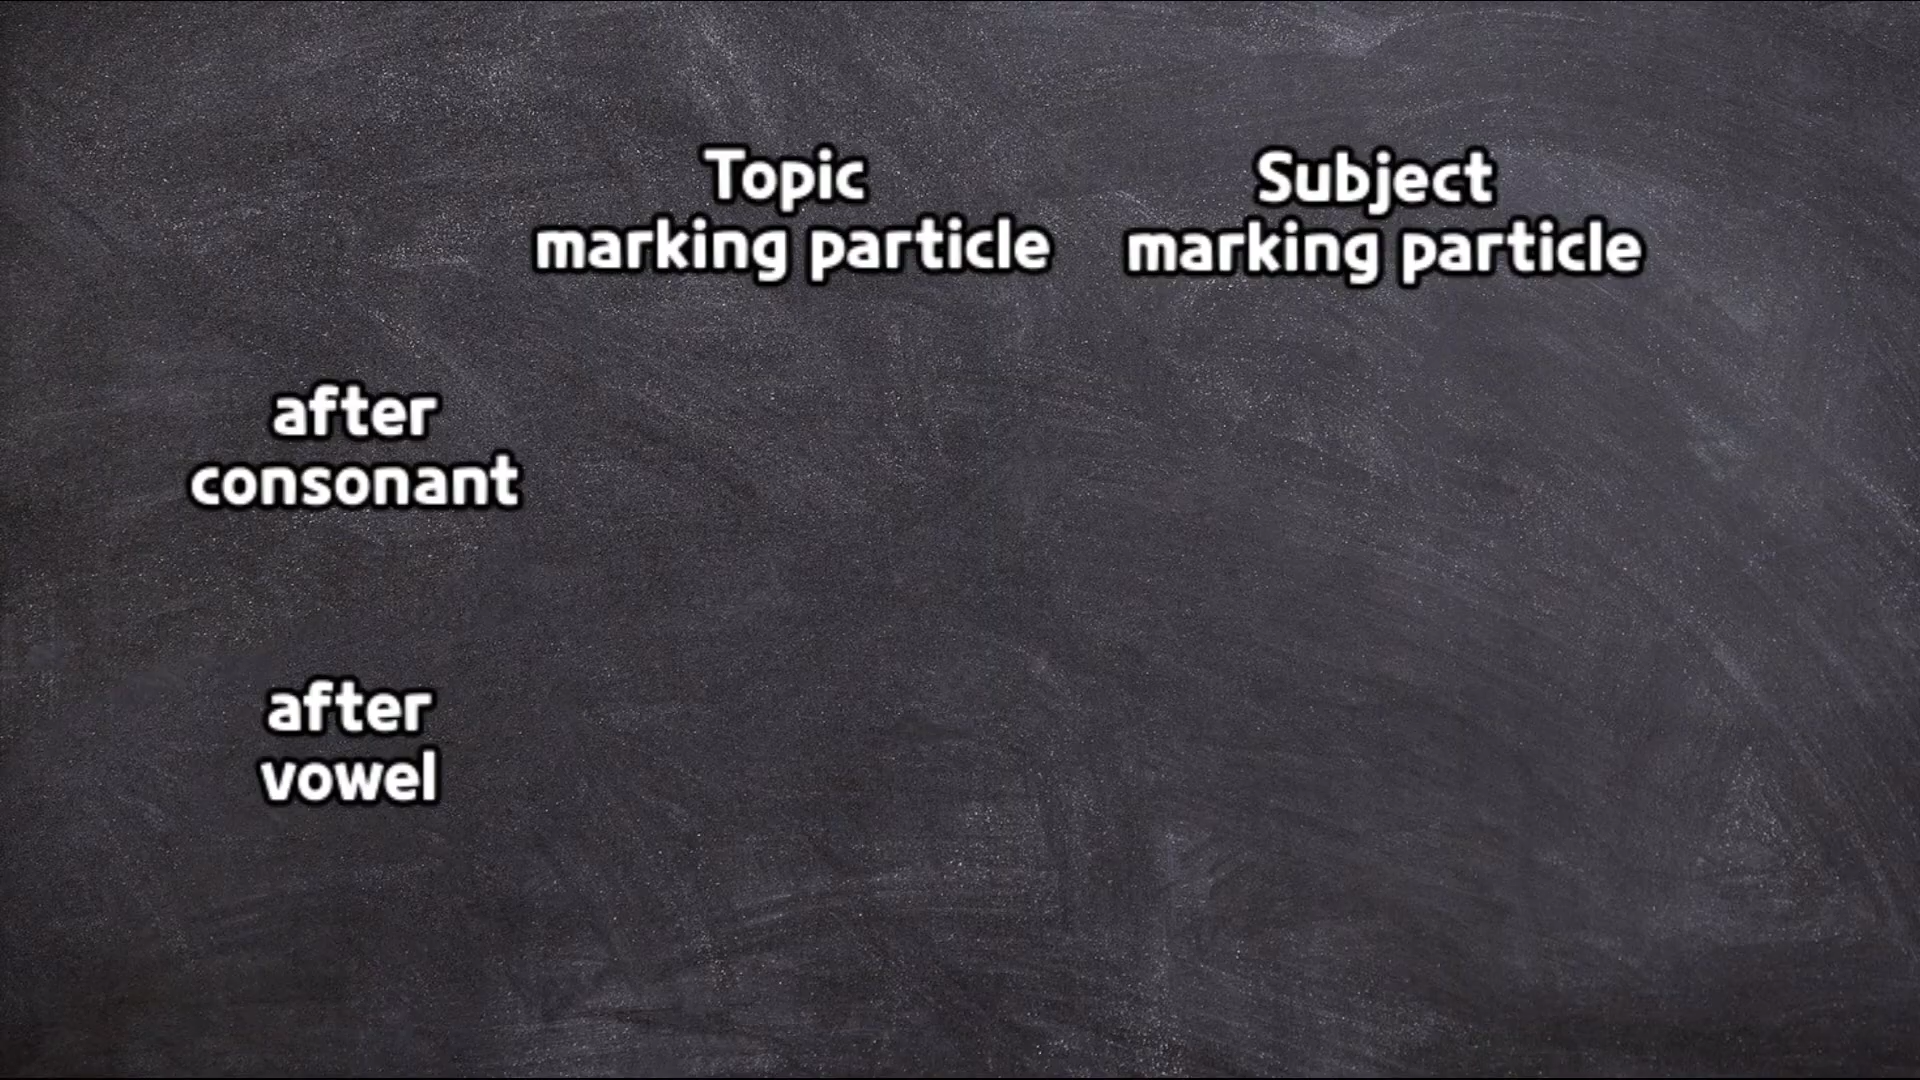 Topic
marking particle
Subject
marking particle
after
consonant
after
vowel